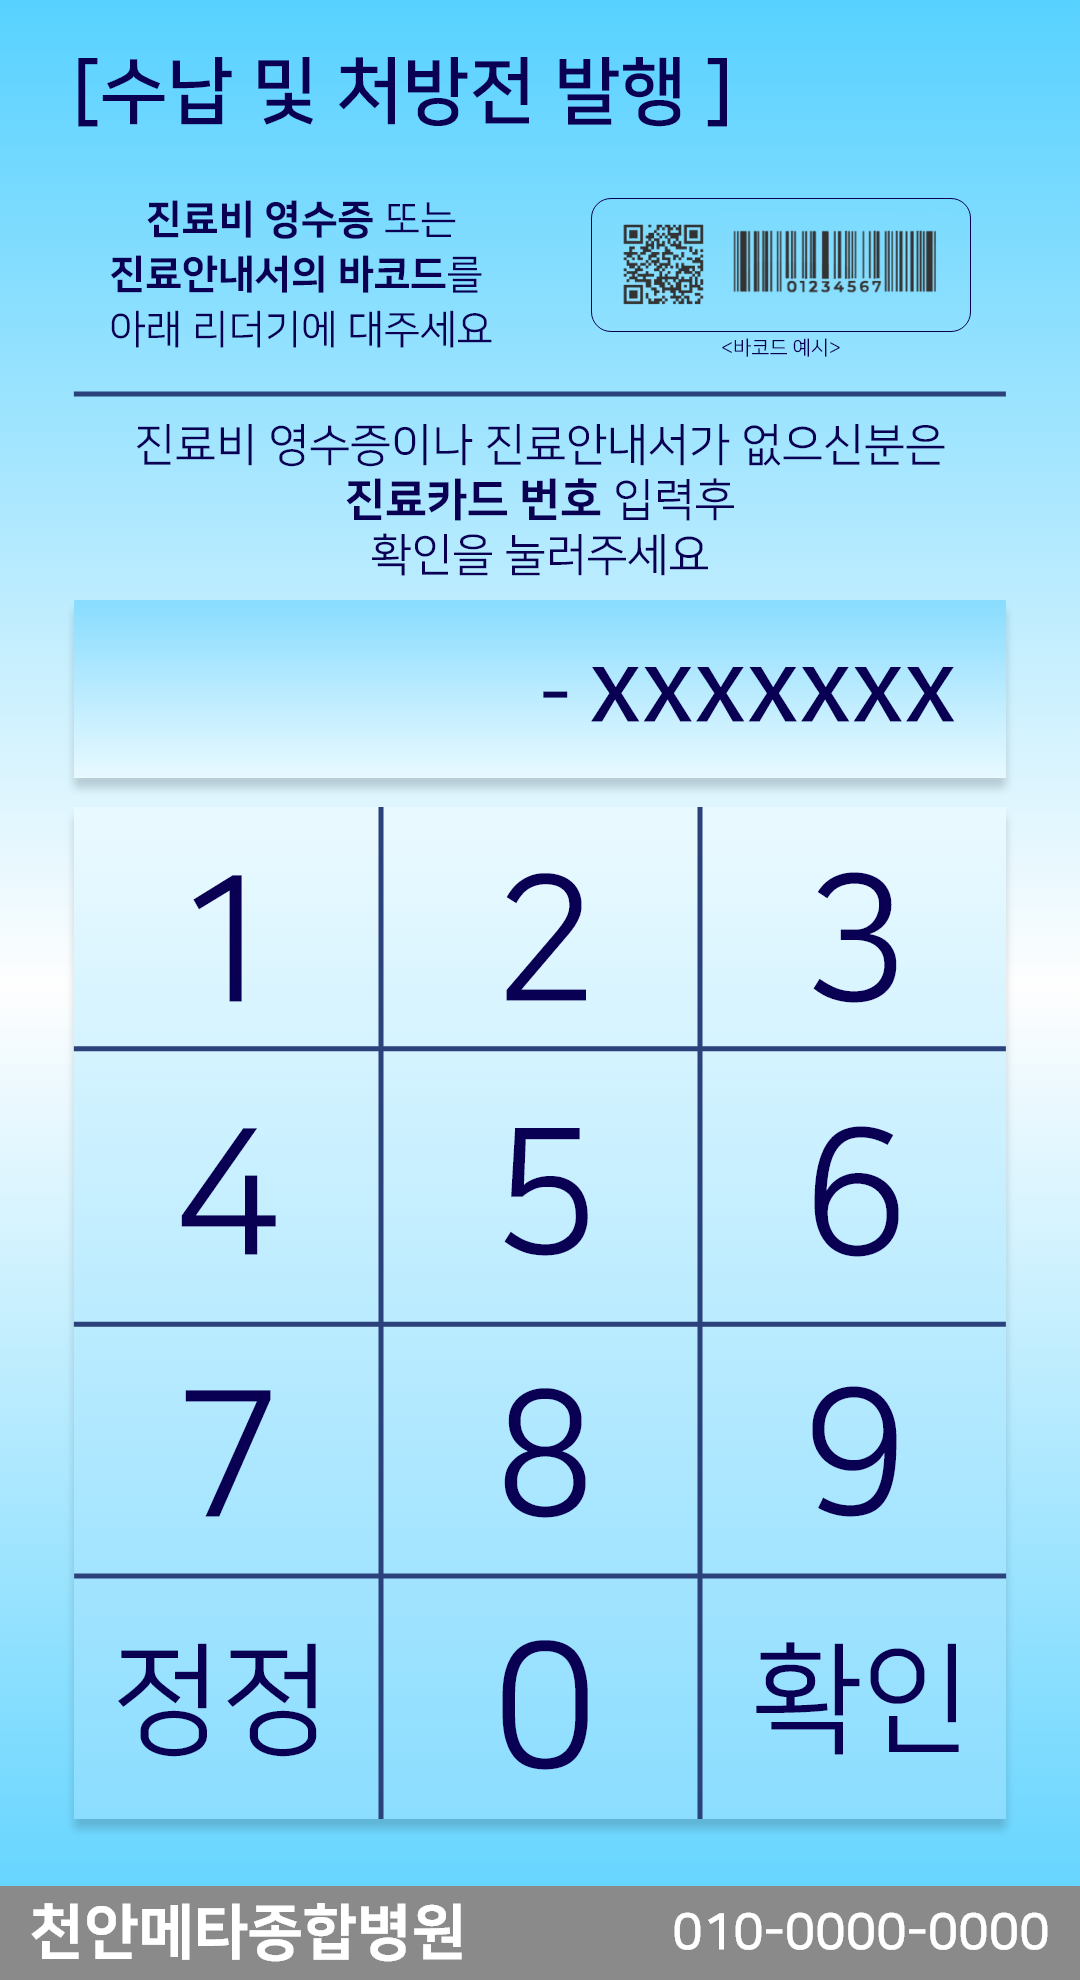 [수납 및 처방전 발행 ]
진료비 영수증 또는
진료안내서의 바코드를
아래 리더기에 대주세요
01234567
<바코드 예시>
진료비 영수증이나 진료안내서가 없으신분은
진료카드 번호 입력후
확인을 눌러주세요
- XXXXXXX
1 2 3
4 5 6
7 8 9
정정 0 확인
천안메타종합병원 010-0000-0000